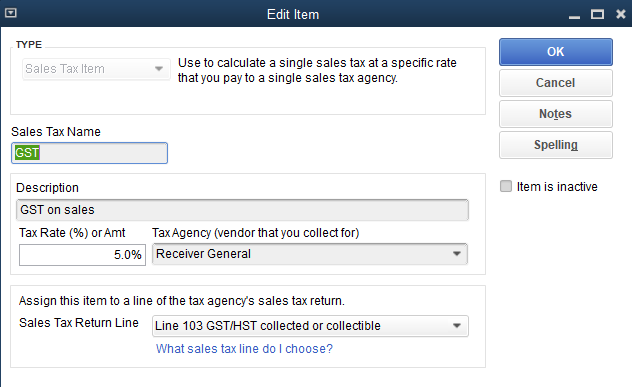 Edit Item
TYPE
Sales Tax Item
Use to calculate a single sales tax at a specific rate
that you pay to a single sales tax agency.
OK
Cancel
Notes
Spelling
Item is inactive
Sales Tax Name
GST
Description
GST on sales
Tax Rate (%) or Amt
Tax Agency (vendor that you collect for)
5.0%
Receiver General
Assign this item to a line of the tax agency's sales tax return.
Sales Tax Return Line
Line 103 GST/HST collected or collectible
What sales tax line do I choose?